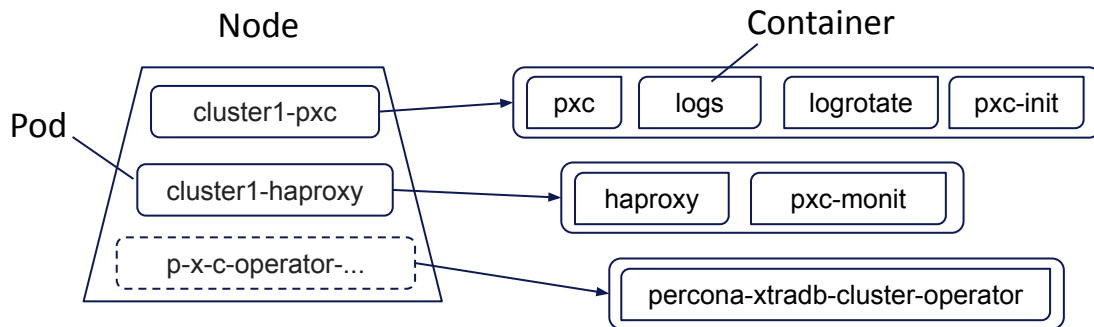 Node
Container
Pod
cluster1-pxc
pxc
logs
logrotate
pxc-init
cluster1-haproxy
haproxy
pxc-monit
p-x-c-operator-...
percona-xtradb-cluster-operator